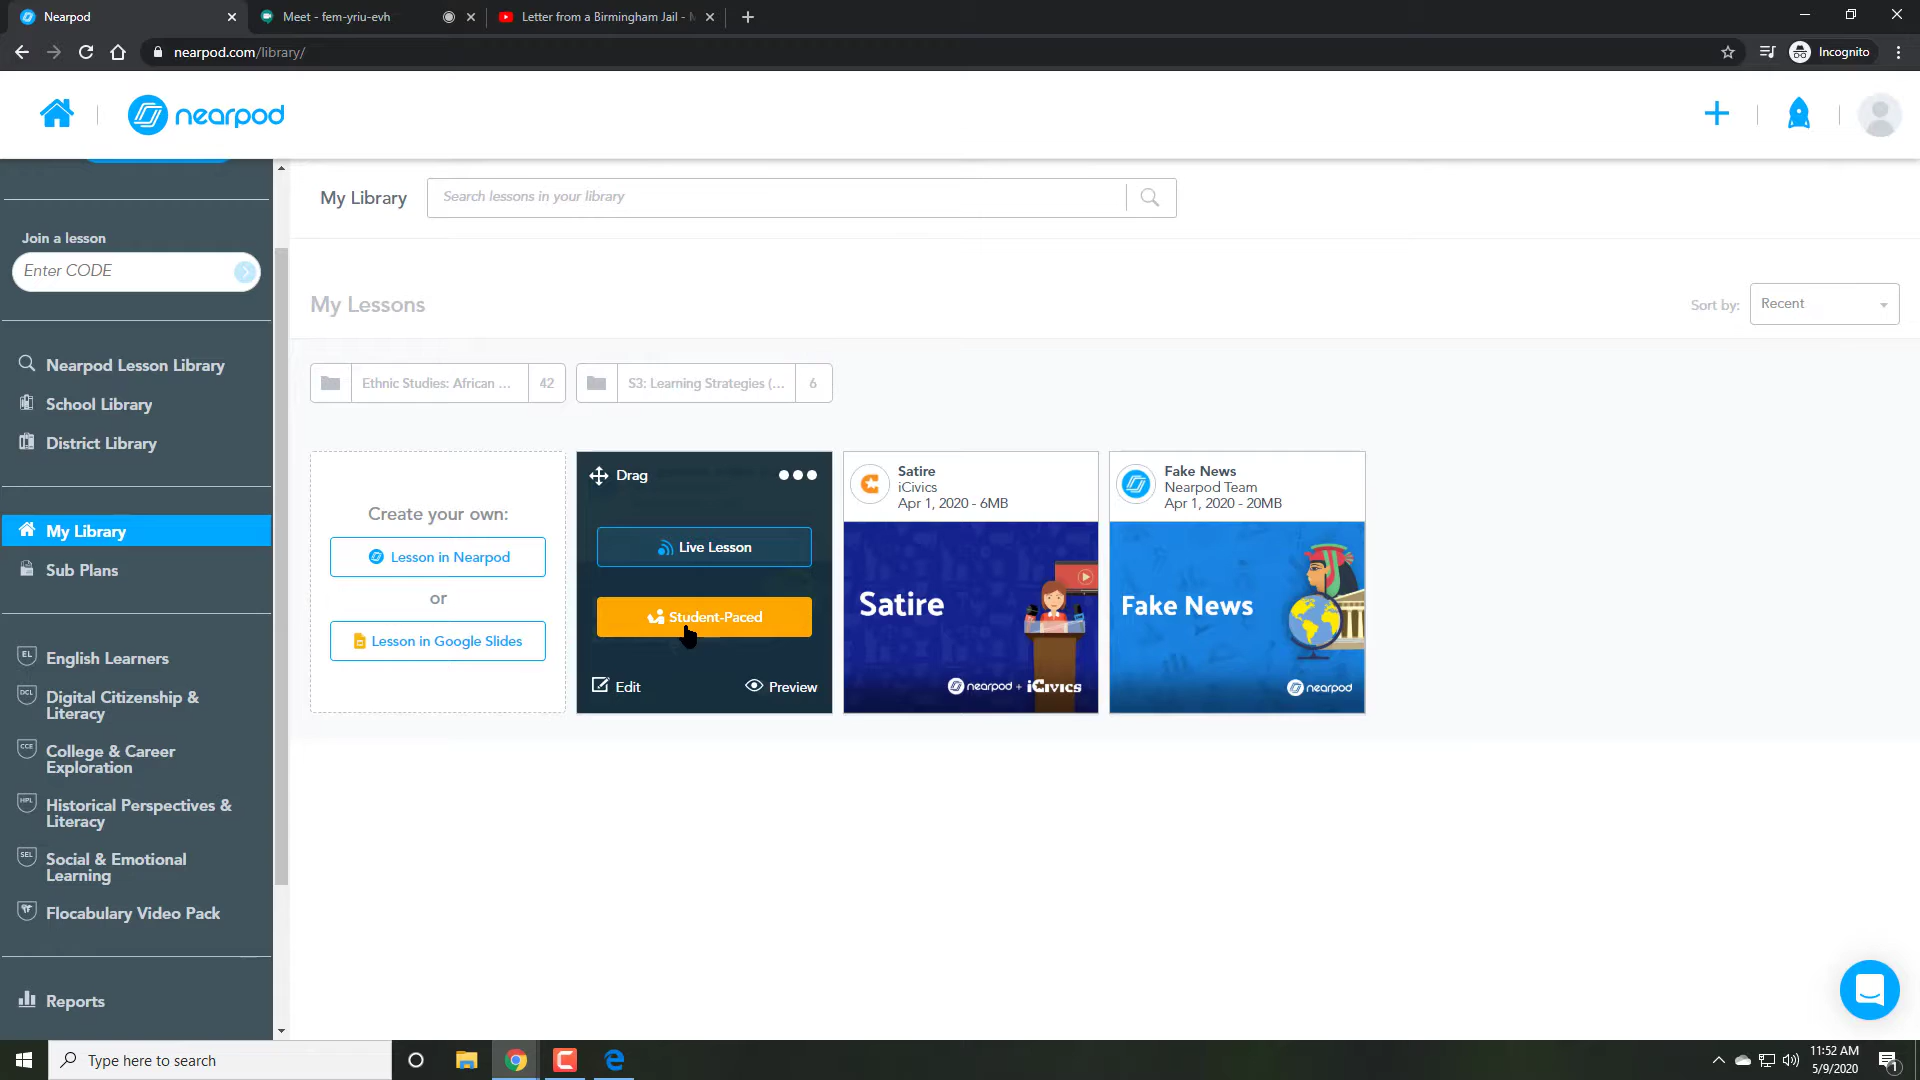 Nearpod
Meet - fem-yriu-evh
Letter from a Birmingham Jail -
nearpod.com/library/
Incognito
nearpod
Join a lesson
Enter CODE
Nearpod Lesson Library
School Library
District Library
My Library
Sub Plans
EL
English Learners
DCL
Digital Citizenship &
Literacy
CCE
College & Career
Exploration
HPL
Historical Perspectives &
Literacy
SEL
Social & Emotional
Learning
Flocabulary Video Pack
Reports
My Library
Search lessons in your library
My Lessons
Sort by:
Recent
Ethnic Studies: African ...
42
S3: Learning Strategies (...
6
Create your own:
Lesson in Nearpod
or
Lesson in Google Slides
Drag
Live Lesson
Student-Paced
Edit
Preview
Satire
iCivics
Apr 1, 2020 - 6MB
Satire
nearpod + iCivics
Fake News
Nearpod Team
Apr 1, 2020 - 20MB
Fake News
nearpod
Type here to search
11:52 AM
5/9/2020
1